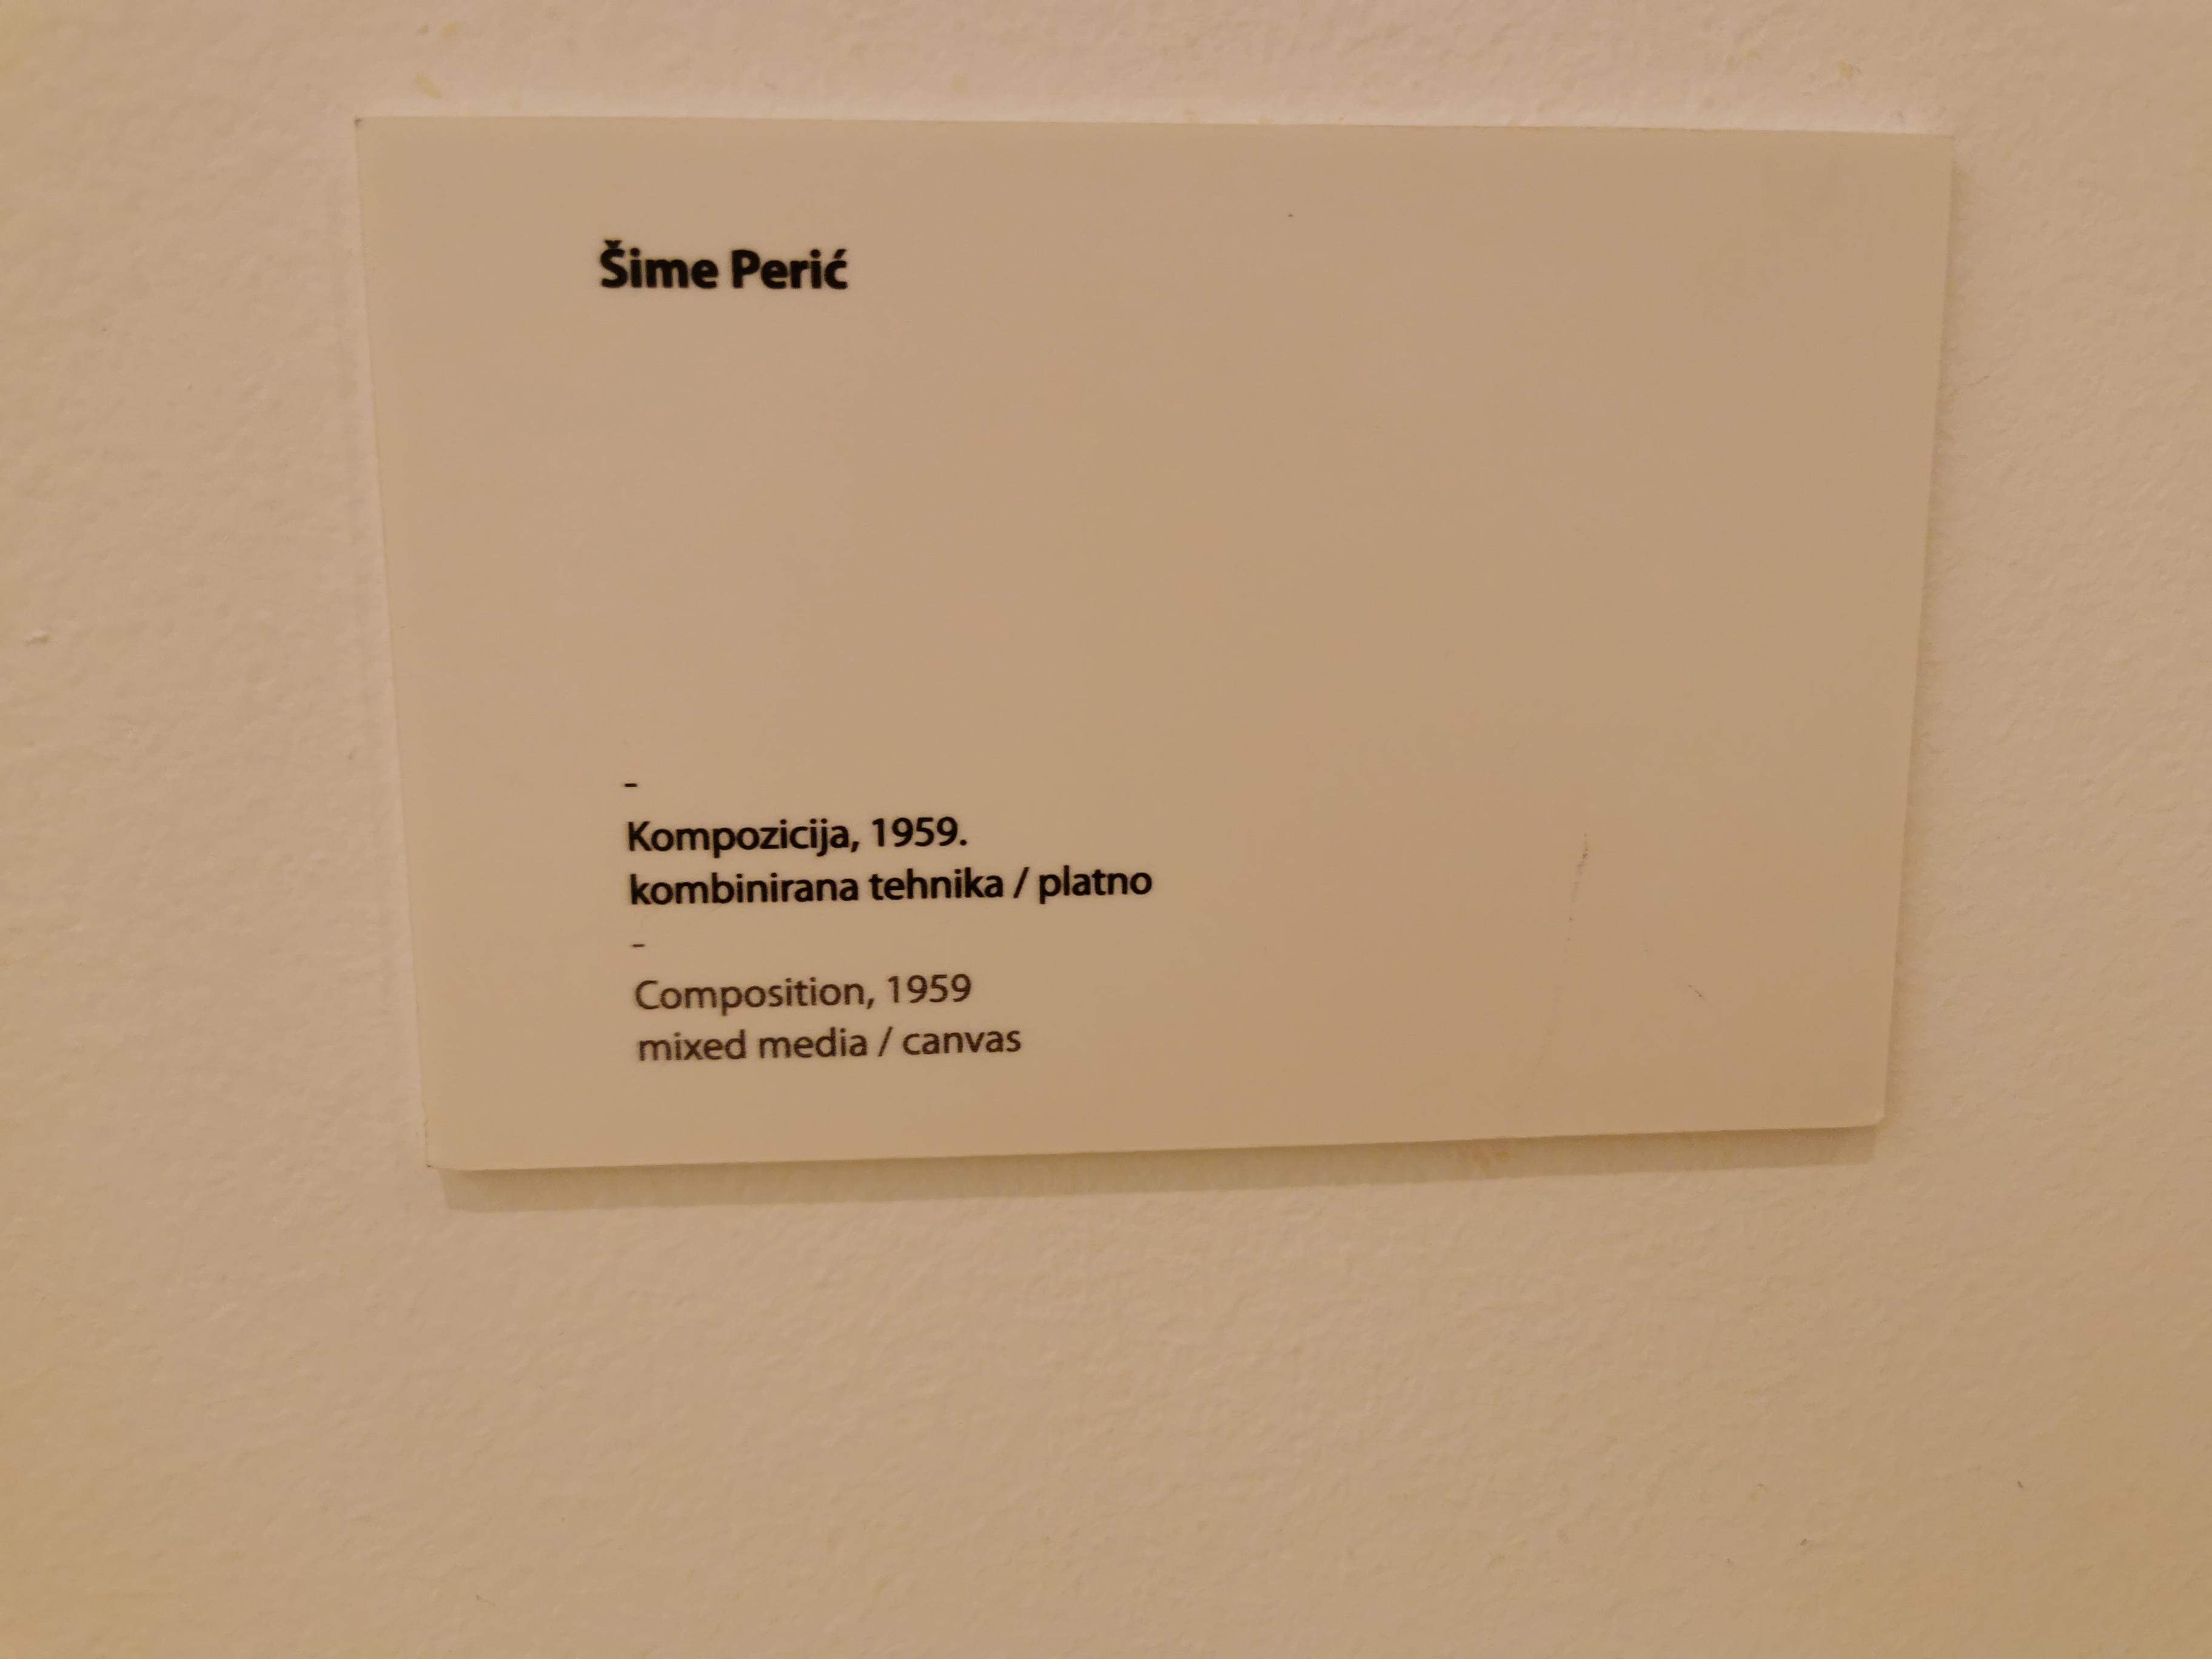 Šime Perić
-
Kompozicija, 1959.
kombinirana tehnika / platno
-
Composition, 1959
mixed media / canvas